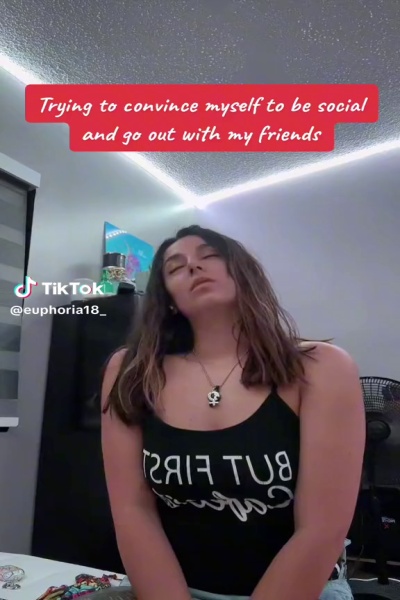 Trying to convince myself to be social
and go out with my friends
TikTok
@euphoria18_
BUT FIRST